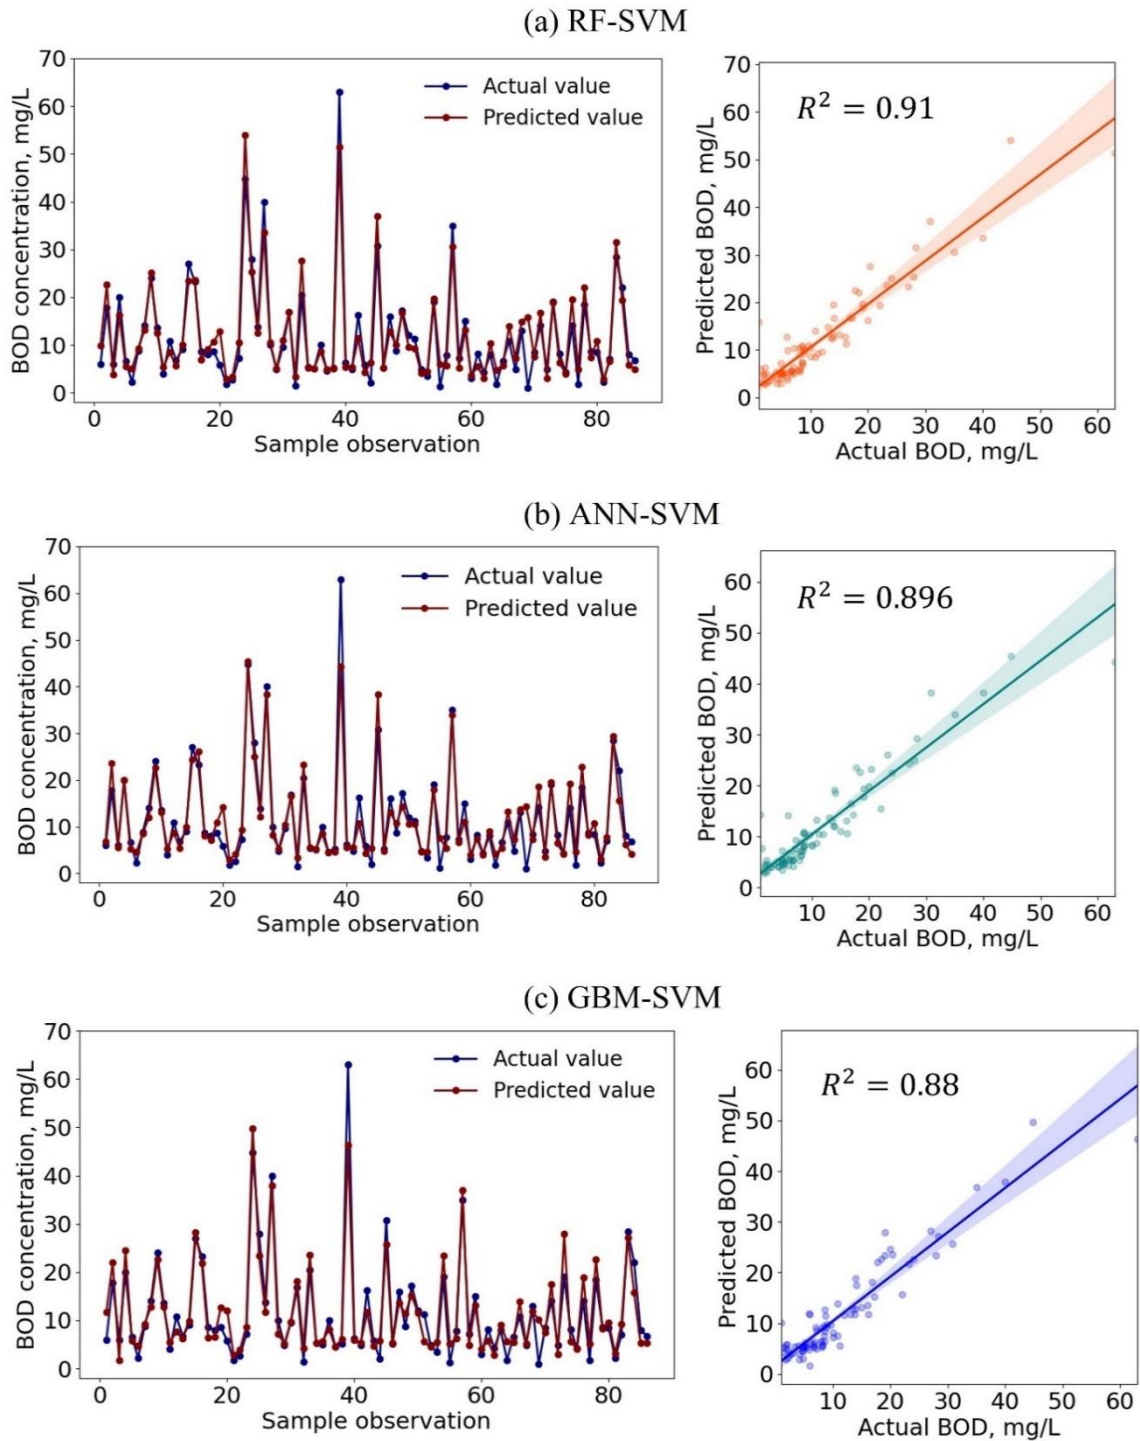 (a) RF-SVM
BOD concentration, mg/L
70
60
50
40
30
20
10
0
Actual value
Predicted value
0 20 40 60 80
Sample observation
Predicted BOD, mg/L
70
60
50
40
30
20
10
0
R² = 0.91
10 20 30 40 50 60
Actual BOD, mg/L
(b) ANN-SVM
BOD concentration, mg/L
70
60
50
40
30
20
10
0
Actual value
Predicted value
0 20 40 60 80
Sample observation
Predicted BOD, mg/L
60
50
40
30
20
10
0
R² = 0.896
10 20 30 40 50 60
Actual BOD, mg/L
(c) GBM-SVM
BOD concentration, mg/L
70
60
50
40
30
20
10
0
Actual value
Predicted value
0 20 40 60 80
Sample observation
Predicted BOD, mg/L
60
50
40
30
20
10
0
R² = 0.88
10 20 30 40 50 60
Actual BOD, mg/L